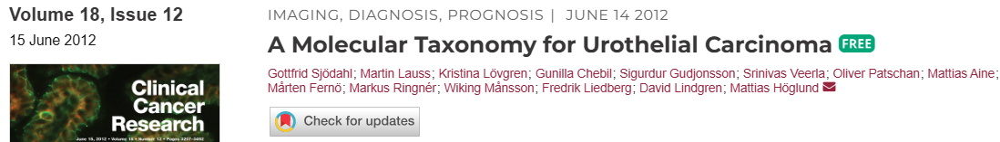 Volume 18, Issue 12
15 June 2012
Clinical
Cancer
Research
June 15, 2012 • Volume 18 • Number 12 • Pages 3207-3492
IMAGING, DIAGNOSIS, PROGNOSIS | JUNE 14 2012
A Molecular Taxonomy for Urothelial Carcinoma FREE
Gottfrid Sjödahl; Martin Lauss; Kristina Lövgren; Gunilla Chebil; Sigurdur Gudjonsson; Srinivas Veerla; Oliver Patschan; Mattias Aine;
Mårten Fernö; Markus Ringnér; Wiking Månsson; Fredrik Liedberg; David Lindgren; Mattias Höglund
Check for updates